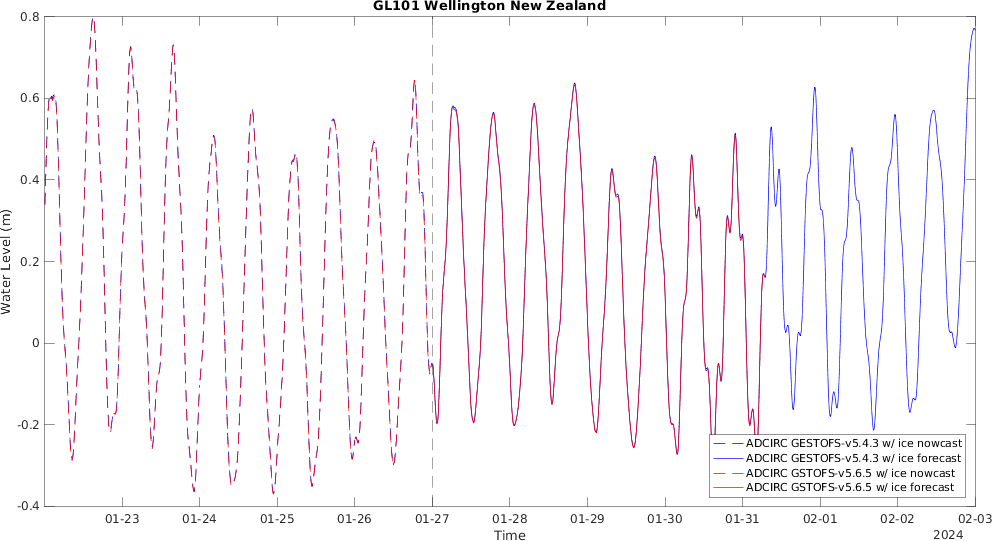 GL101 Wellington New Zealand
Water Level (m)
0.8
0.6
0.4
0.2
0
-0.2
-0.4
01-23
01-24
01-25
01-26
01-27
01-28
01-29
01-30
01-31
02-01
02-02
02-03
Time
2024
ADCIRC GESTOFS-v5.4.3 w/ ice nowcast
ADCIRC GESTOFS-v5.4.3 w/ ice forecast
ADCIRC GSTOFS-v5.6.5 w/ ice nowcast
ADCIRC GSTOFS-v5.6.5 w/ ice forecast